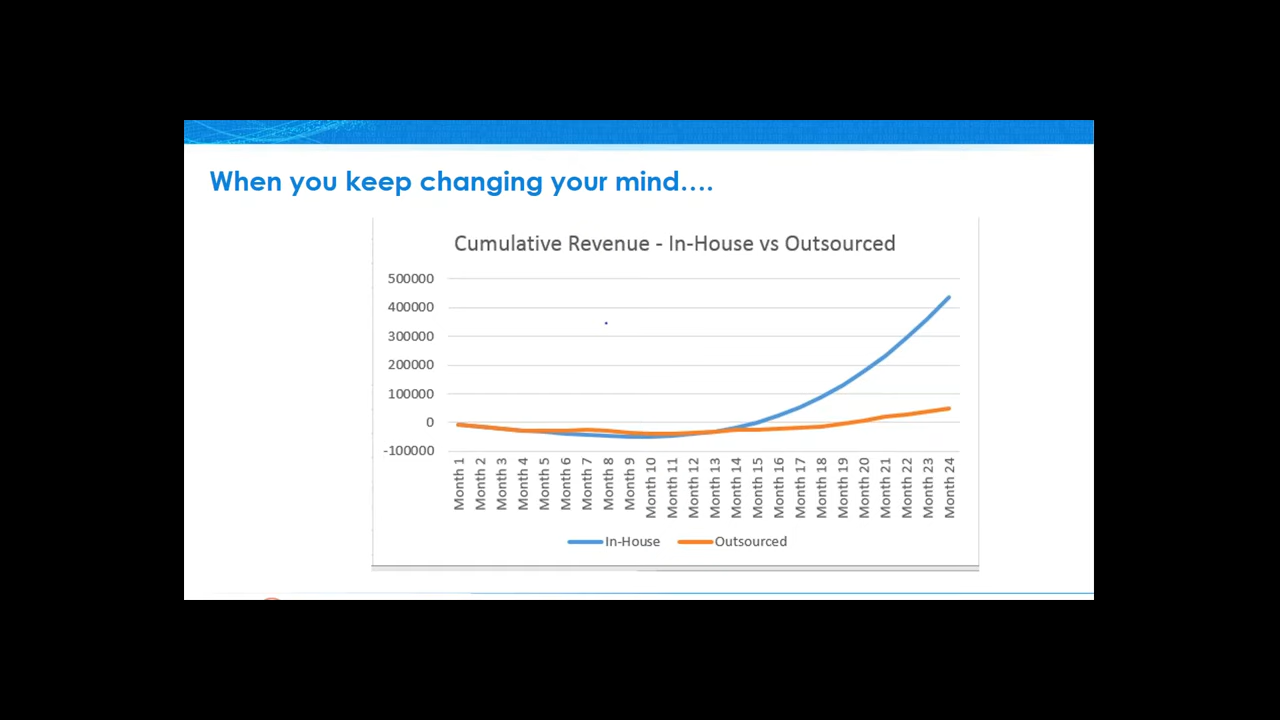 When you keep changing your mind….
Cumulative Revenue - In-House vs Outsourced
500000
400000
300000
200000
100000
0
-100000
Month 1
Month 2
Month 3
Month 4
Month 5
Month 6
Month 7
Month 8
Month 9
Month 10
Month 11
Month 12
Month 13
Month 14
Month 15
Month 16
Month 17
Month 18
Month 19
Month 20
Month 21
Month 22
Month 23
Month 24
In-House
Outsourced